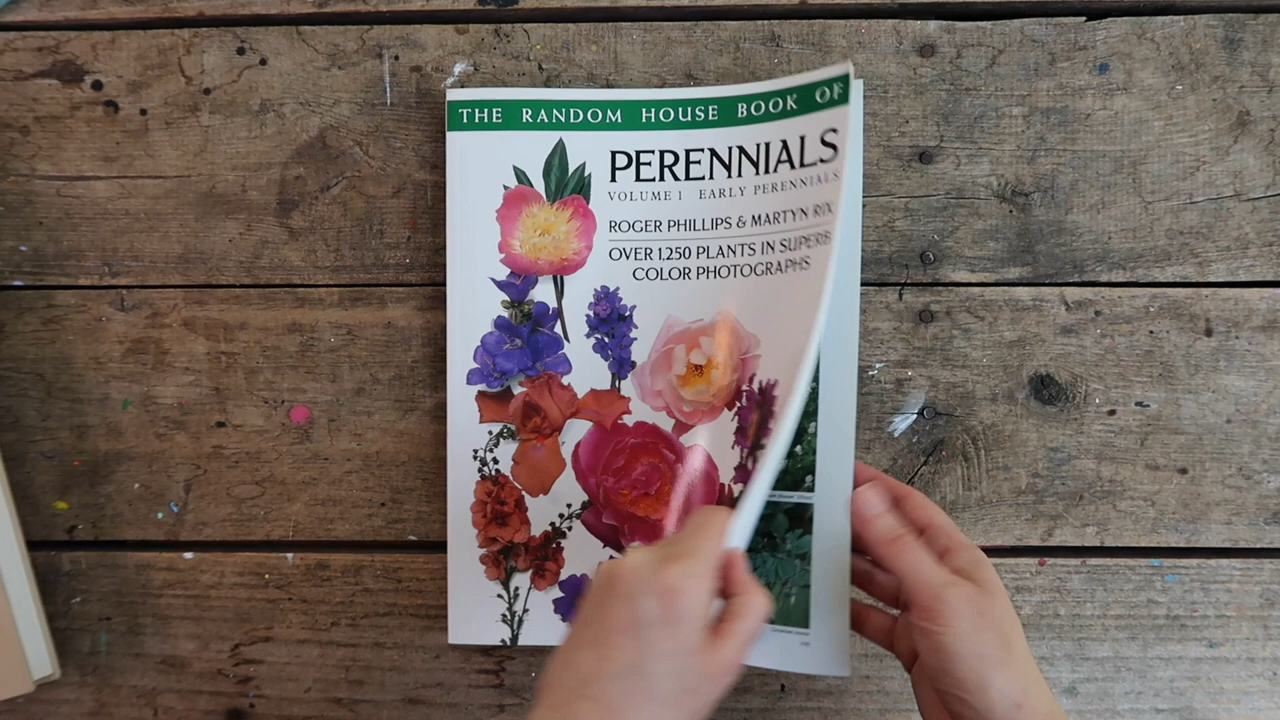 THE RANDOM HOUSE BOOK OF
PERENNIALS
VOLUME 1 EARLY PERENNIALS
ROGER PHILLIPS & MARTYN RIX
OVER 1,250 PLANTS IN SUPERB
COLOR PHOTOGRAPHS